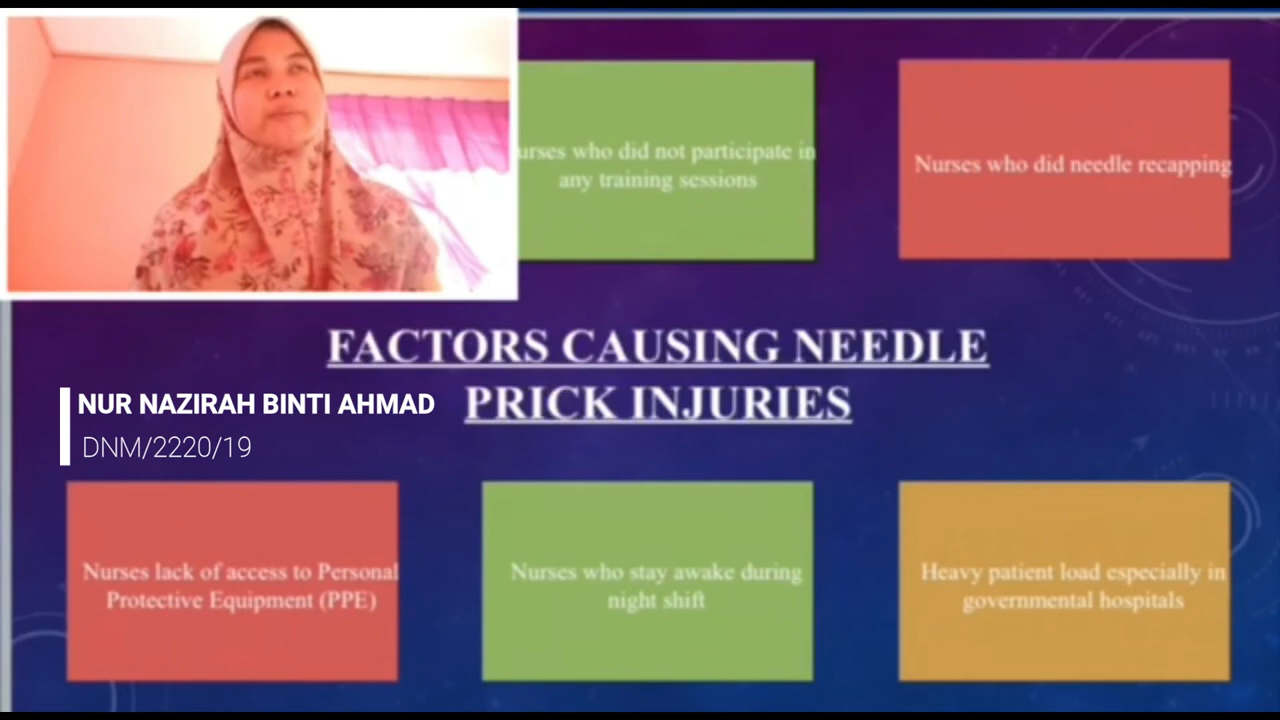 urses who did not participate in
any training sessions
Nurses who did needle recapping
FACTORS CAUSING NEEDLE
PRICK INJURIES
NUR NAZIRAH BINTI AHMAD
DNM/2220/19
Nurses lack of access to Personal
Protective Equipment (PPE)
Nurses who stay awake during
night shift
Heavy patient load especially in
governmental hospitals